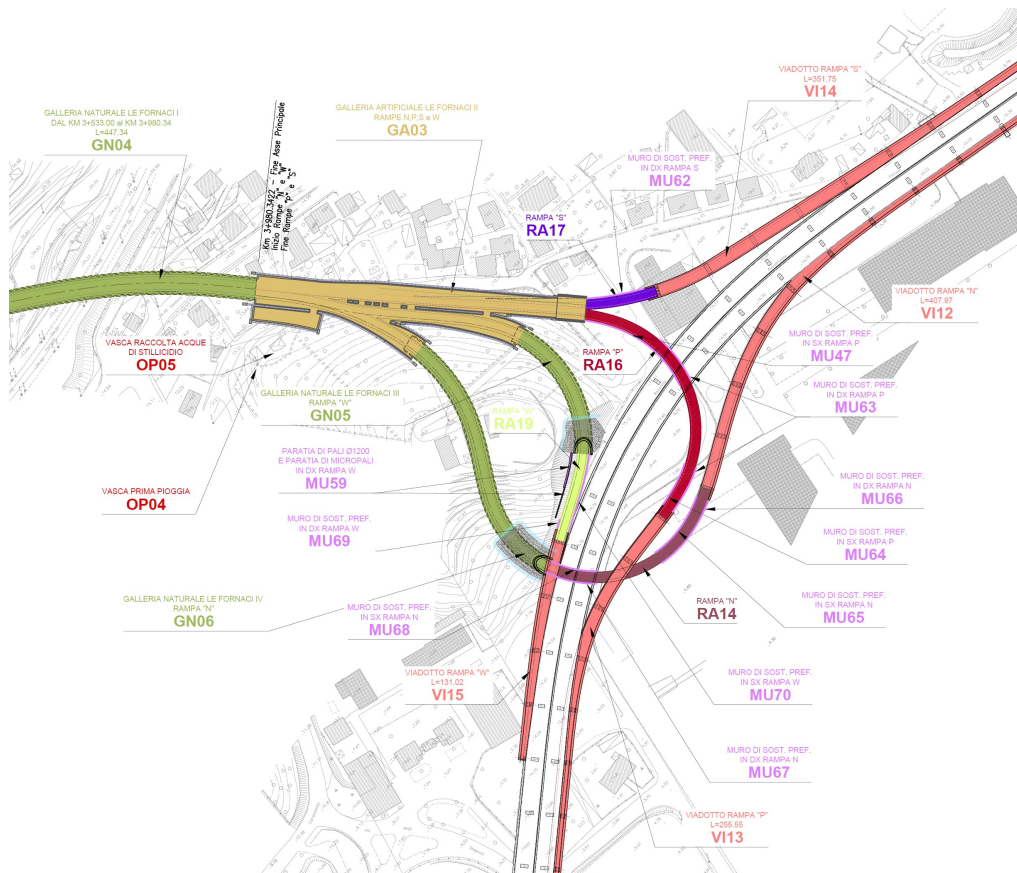 VIADOTTO RAMPA "S"
L=351.75
VI14
GALLERIA NATURALE LE FORNACI I
DAL KM 3+533.00 al KM 3+980.34
L=447.34
GN04
Km 3+980.3422 - Fine Asse Principale
Inizio Rampe "N" e "W"
Fine Rampe "P" e "S"
GALLERIA ARTIFICIALE LE FORNACI II
RAMPE N,P,S e W
GA03
MURO DI SOST. PREF.
IN DX RAMPA S
MU62
RAMPA "S"
RA17
VIADOTTO RAMPA "N"
L=407.97
VI12
VASCA RACCOLTA ACQUE
DI STILLICIDIO
OP05
RAMPA "P"
RA16
MURO DI SOST. PREF.
IN SX RAMPA P
MU47
GALLERIA NATURALE LE FORNACI III
RAMPA "W"
GN05
RAMPA "W"
RA19
MURO DI SOST. PREF.
IN DX RAMPA P
MU63
PARATIA DI PALI Ø1200
E PARATIA DI MICROPALI
IN DX RAMPA W
MU59
VASCA PRIMA PIOGGIA
OP04
MURO DI SOST. PREF.
IN DX RAMPA N
MU66
MURO DI SOST. PREF.
IN DX RAMPA W
MU69
MURO DI SOST. PREF.
IN SX RAMPA P
MU64
GALLERIA NATURALE LE FORNACI IV
RAMPA "N"
GN06
MURO DI SOST. PREF.
IN SX RAMPA N
MU68
RAMPA "N"
RA14
MURO DI SOST. PREF.
IN SX RAMPA N
MU65
VIADOTTO RAMPA "W"
L=131.02
VI15
MURO DI SOST. PREF.
IN SX RAMPA W
MU70
MURO DI SOST. PREF.
IN DX RAMPA N
MU67
VIADOTTO RAMPA "P"
L=255.55
VI13